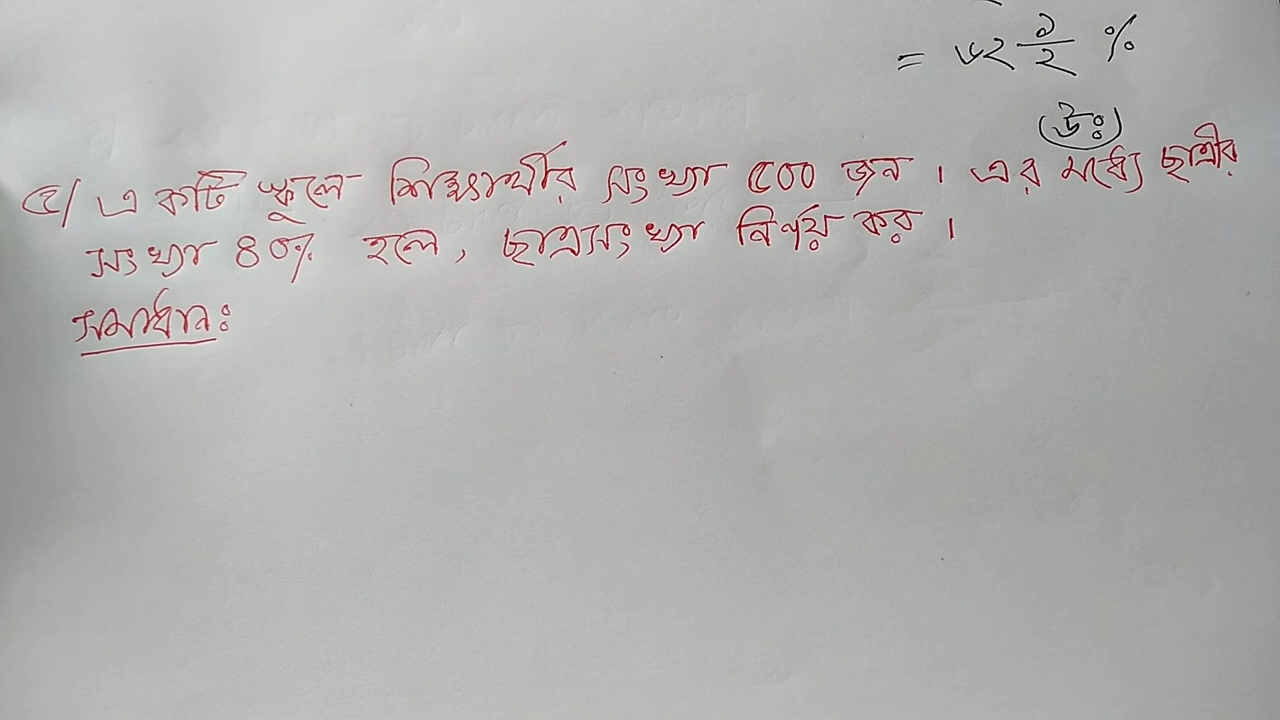 = ৬২ ১/২ %
(উঃ)
৫/ একটি স্কুলে শিক্ষার্থীর সংখ্যা ৫০০ জন । এর মধ্যে ছাত্রীর
সংখ্যা ৪০% হলে, ছাত্রসংখ্যা নির্ণয় কর ।
সমাধানঃ